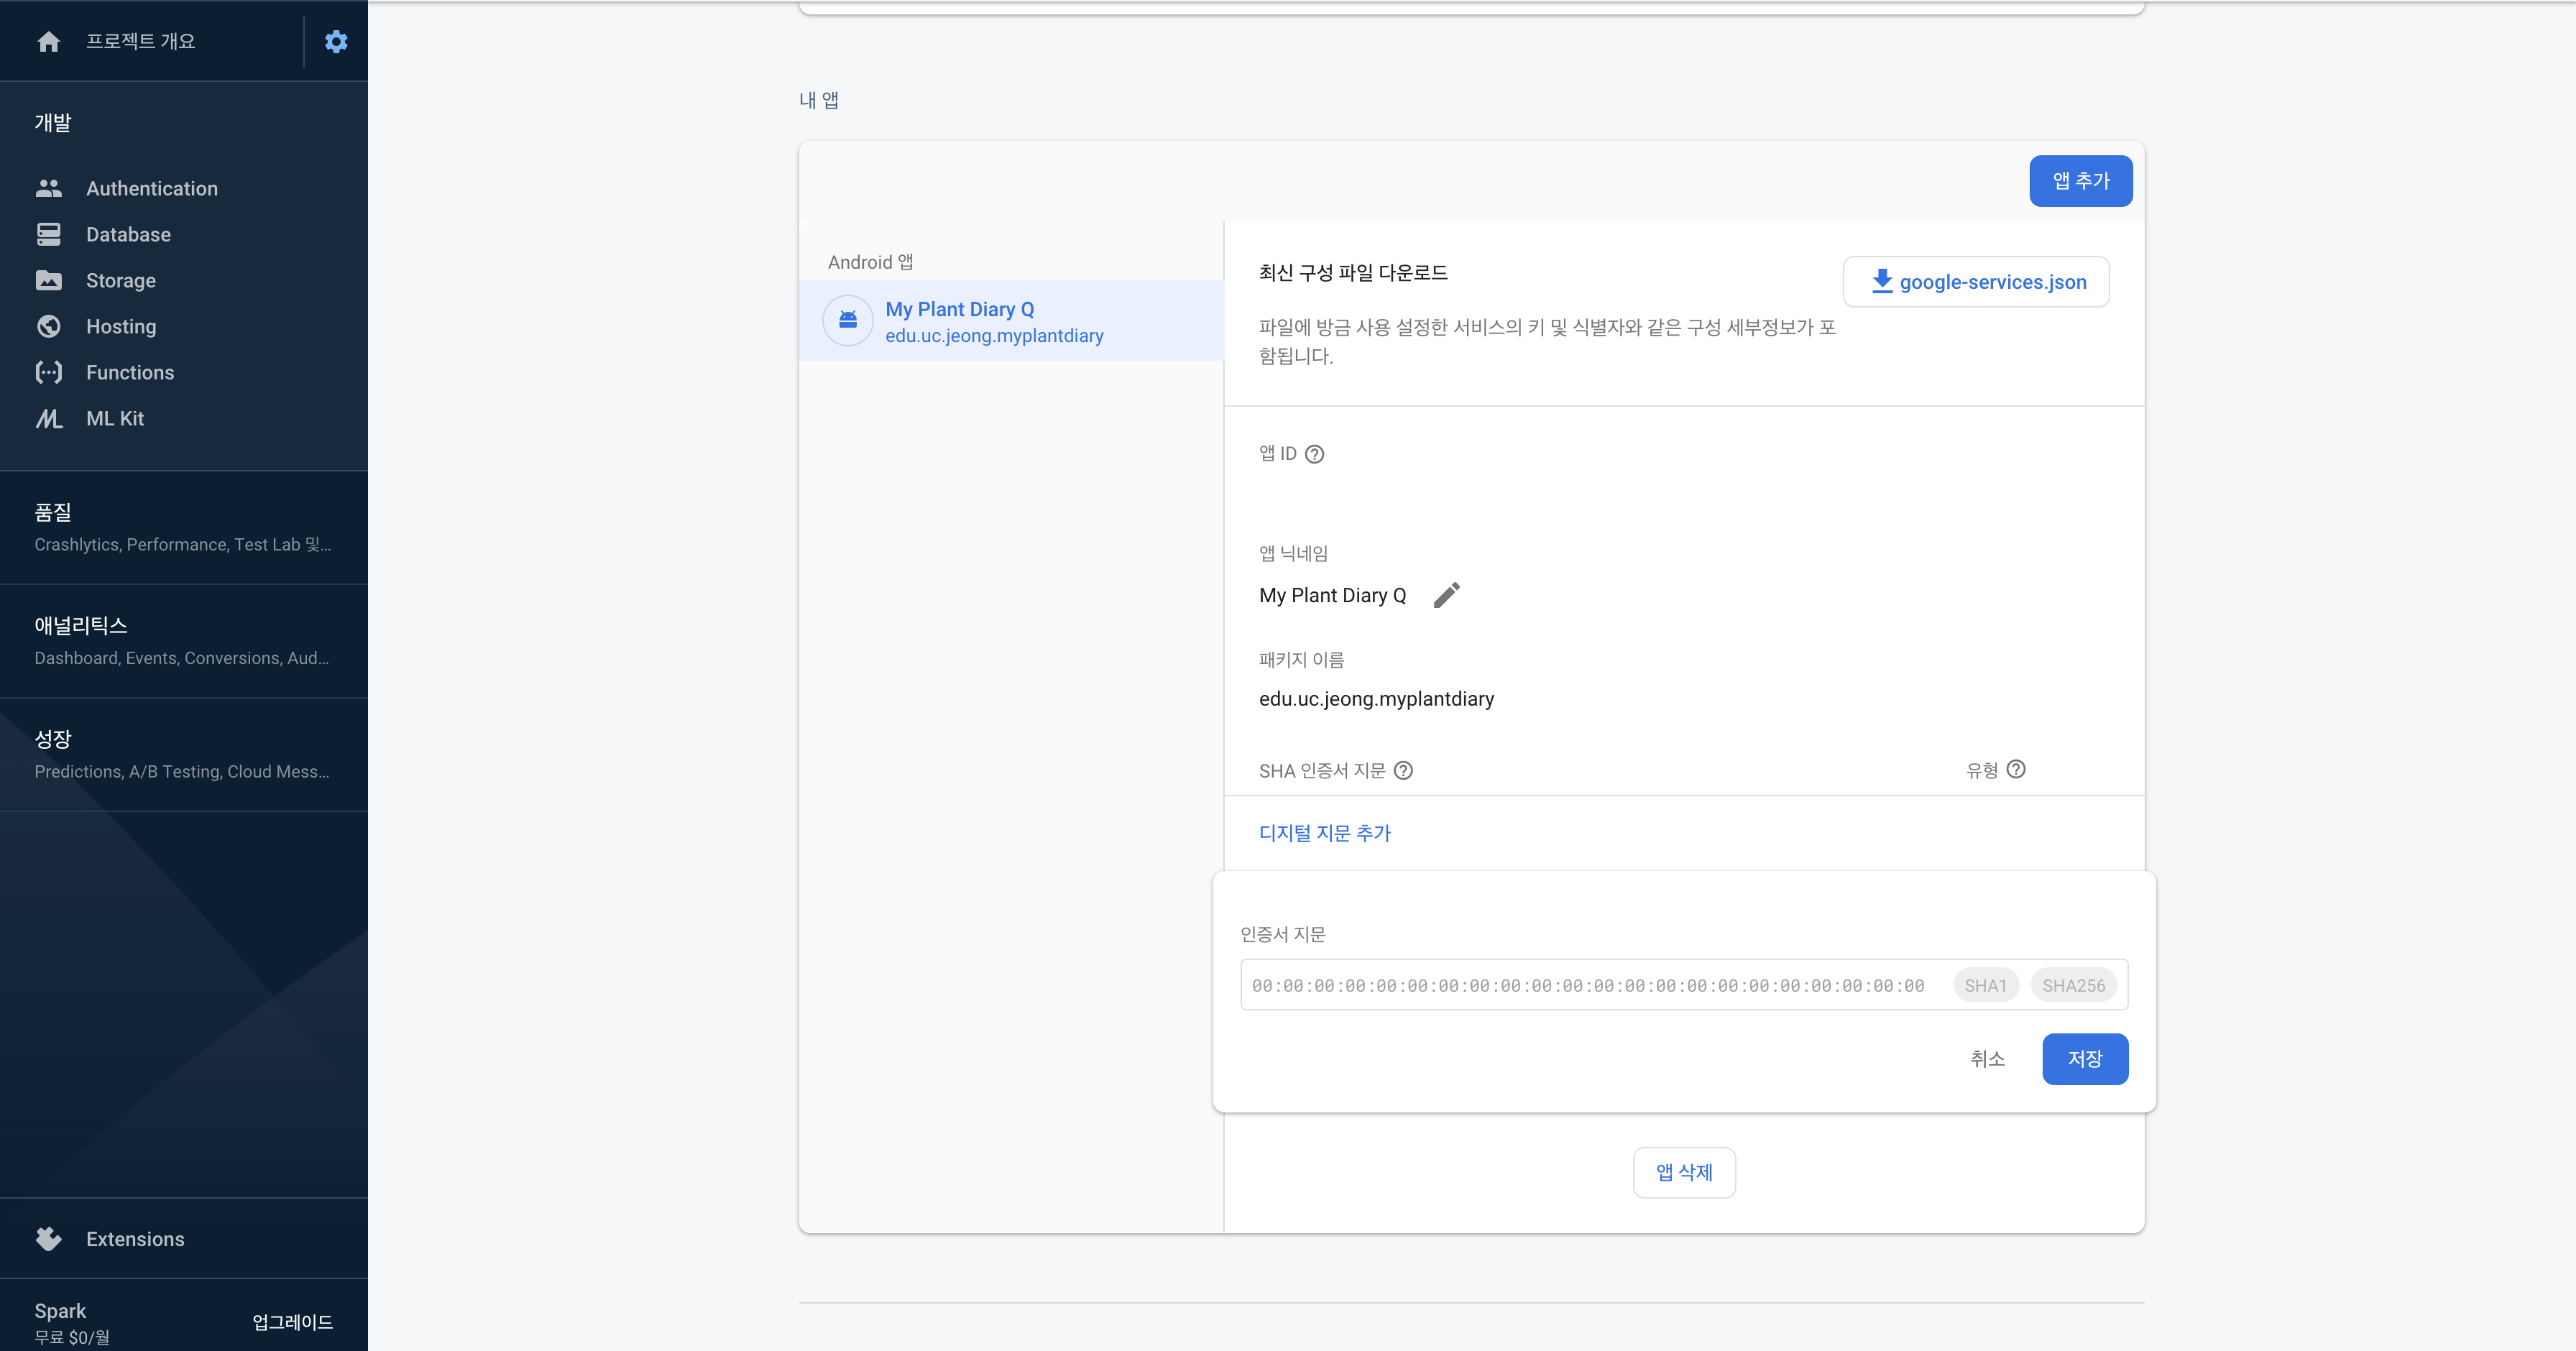 프로젝트 개요
개발
Authentication
Database
Storage
Hosting
Functions
ML Kit
품질
Crashlytics, Performance, Test Lab 및…
애널리틱스
Dashboard, Events, Conversions, Aud…
성장
Predictions, A/B Testing, Cloud Mess…
Extensions
Spark
무료 $0/월
업그레이드
내 앱
앱 추가
Android 앱
My Plant Diary Q
edu.uc.jeong.myplantdiary
최신 구성 파일 다운로드
google-services.json
파일에 방금 사용 설정한 서비스의 키 및 식별자와 같은 구성 세부정보가 포
함됩니다.
앱 ID
앱 닉네임
My Plant Diary Q
패키지 이름
edu.uc.jeong.myplantdiary
SHA 인증서 지문 유형
디지털 지문 추가
인증서 지문
00:00:00:00:00:00:00:00:00:00:00:00:00:00:00:00:00:00:00:00:00:00 SHA1 SHA256
취소 저장
앱 삭제